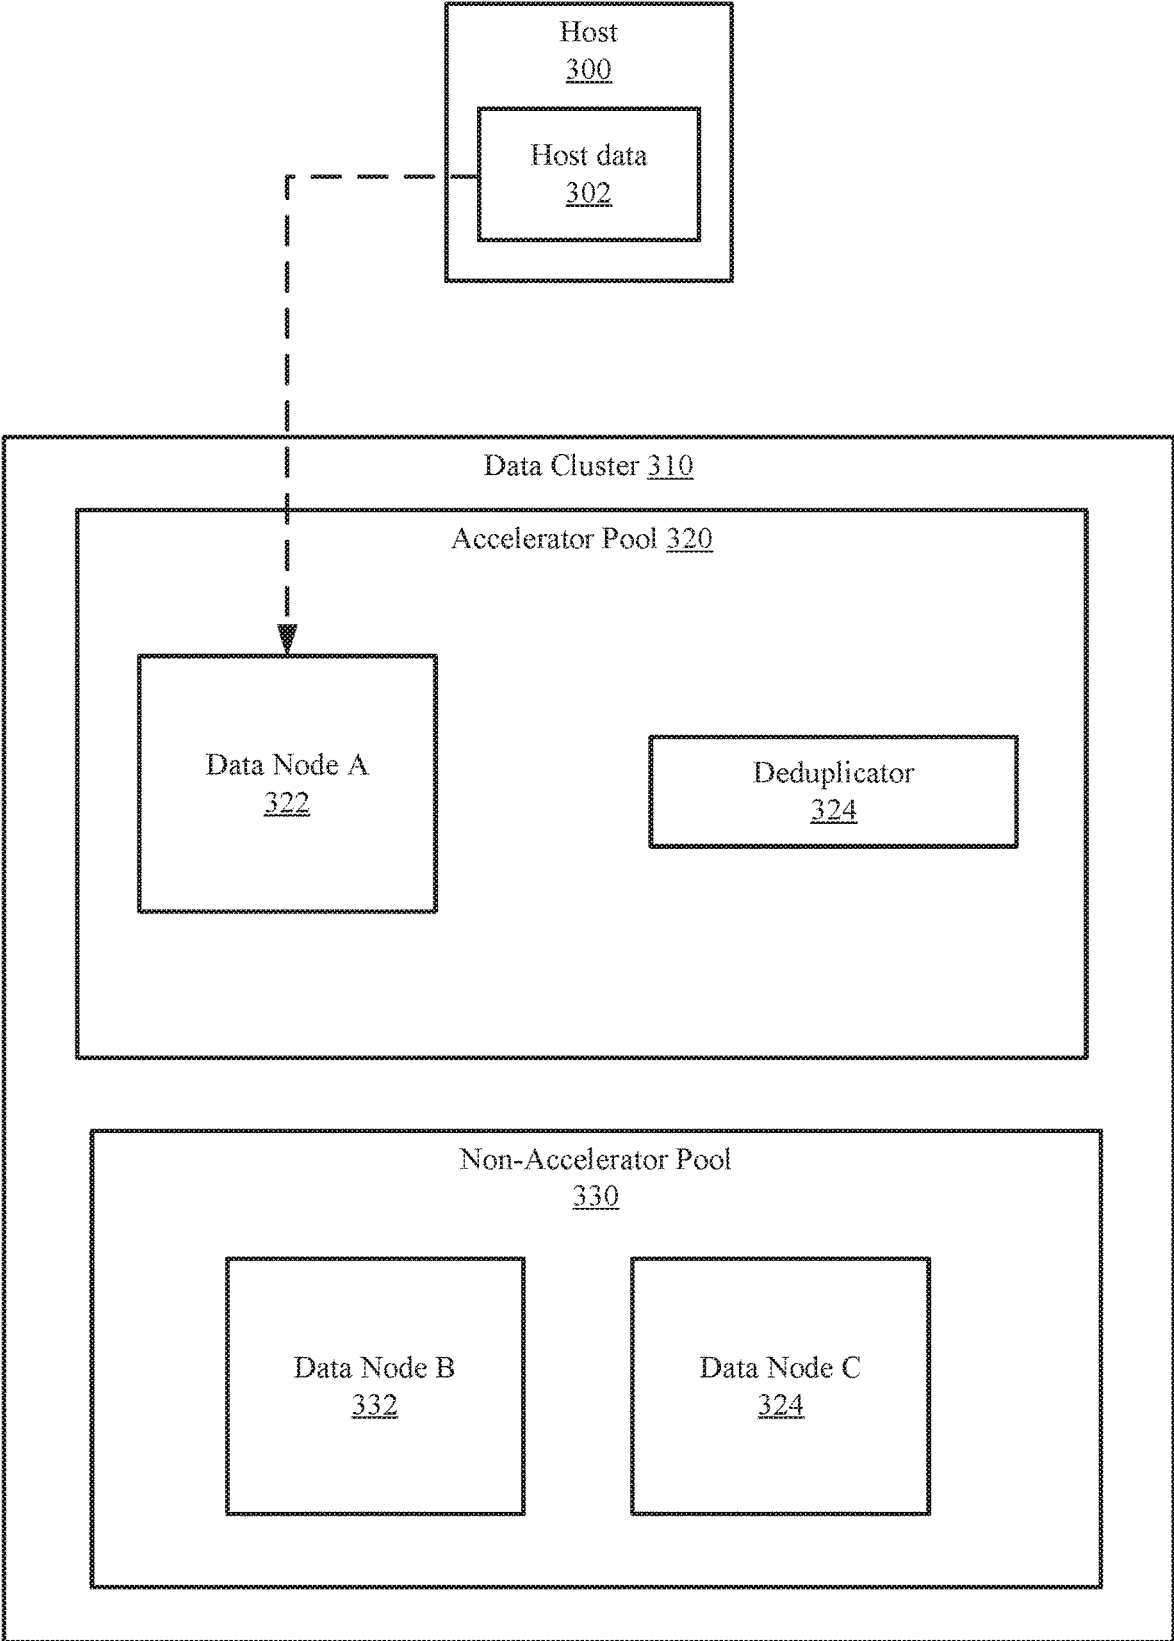 Host
300
Host data
302
Data Cluster 310
Accelerator Pool 320
Data Node A
322
Deduplicator
324
Non-Accelerator Pool
330
Data Node B
332
Data Node C
324